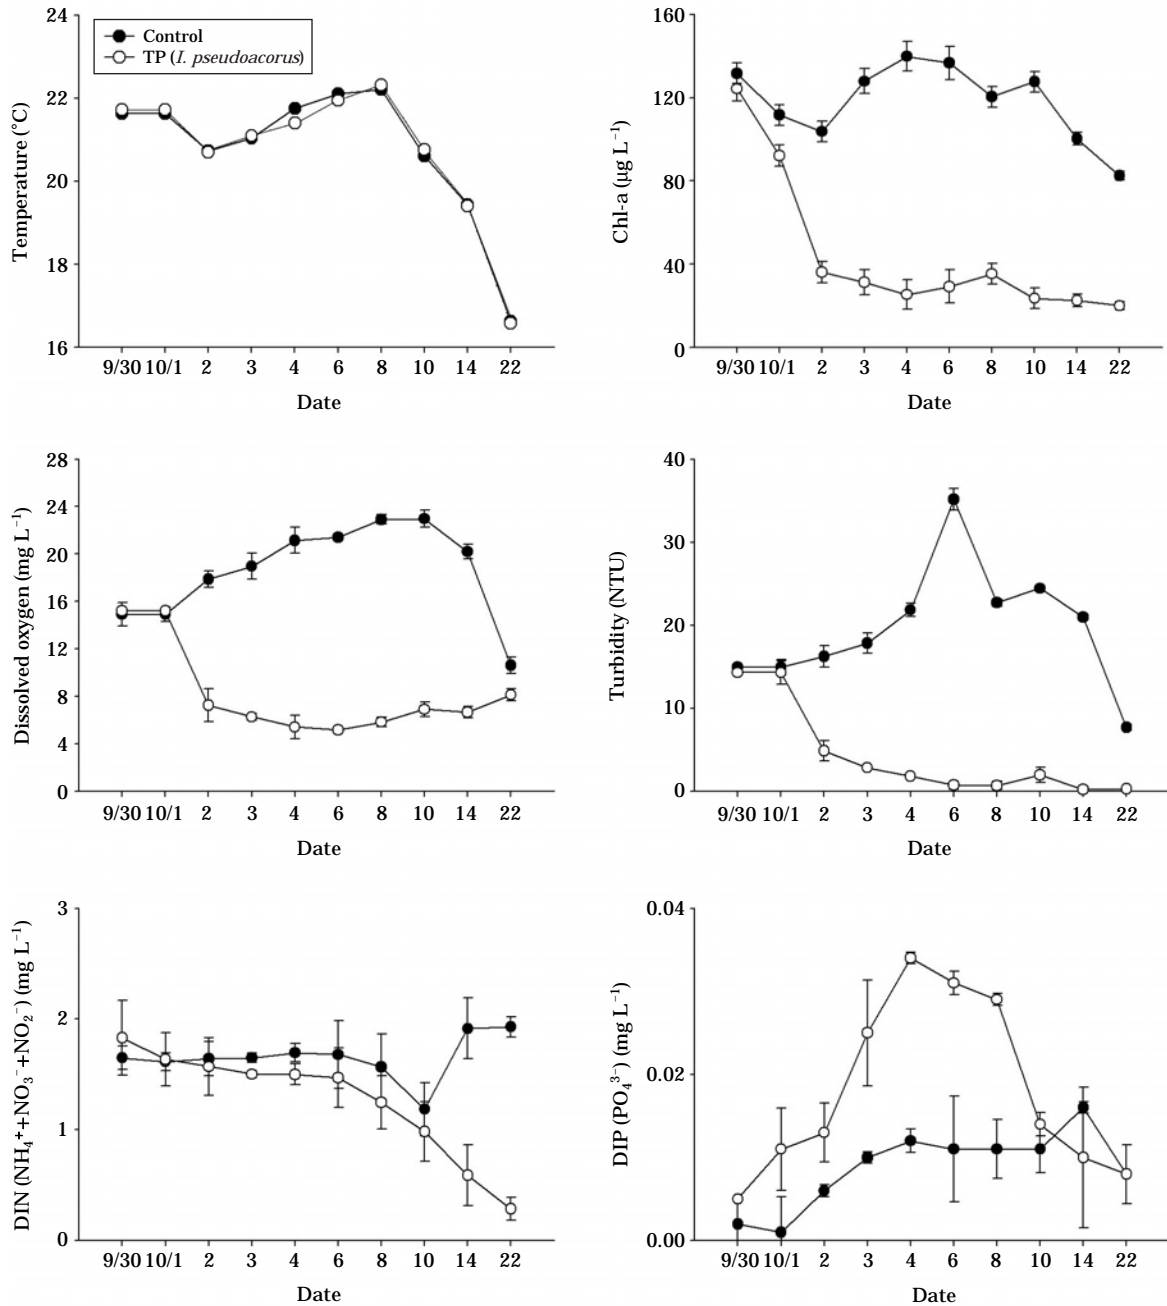 24
22
20
18
16
Temperature (°C)
Control
TP (I. pseudoacorus)
9/30 10/1 2 3 4 6 8 10 14 22
Date
160
120
80
40
0
Chl-a (μg L⁻¹)
9/30 10/1 2 3 4 6 8 10 14 22
Date
28
24
20
16
12
8
4
0
Dissolved oxygen (mg L⁻¹)
9/30 10/1 2 3 4 6 8 10 14 22
Date
40
30
20
10
0
Turbidity (NTU)
9/30 10/1 2 3 4 6 8 10 14 22
Date
3
2
1
0
DIN (NH₄⁺+NO₃⁻+NO₂⁻) (mg L⁻¹)
9/30 10/1 2 3 4 6 8 10 14 22
Date
0.04
0.02
0.00
DIP (PO₄³⁻) (mg L⁻¹)
9/30 10/1 2 3 4 6 8 10 14 22
Date